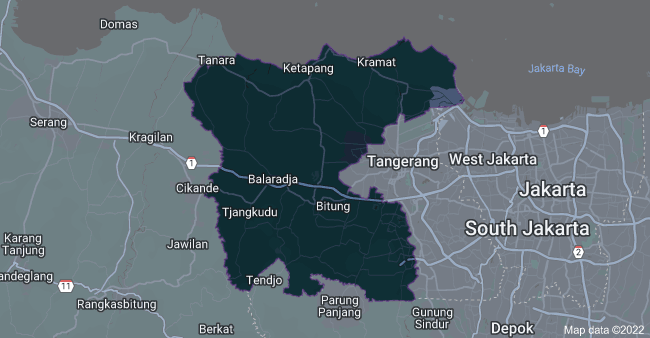 Domas
Tanara
Ketapang
Kramat
Jakarta Bay
Serang
Kragilan
1
1
Tangerang
West Jakarta
Cikande
Balaradja
Jakarta
Tjangkudu
Bitung
South Jakarta
Karang
Tanjung
Jawilan
2
andeglang
11
Tendjo
Rangkasbitung
Parung
Panjang
Gunung
Sindur
Berkat
Depok
Map data ©2022